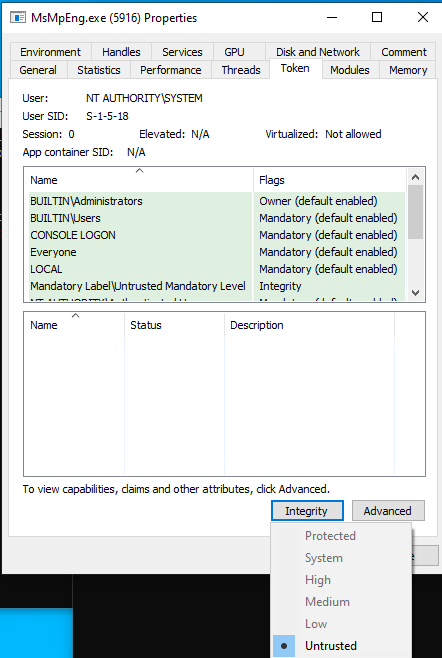 MsMpEng.exe (5916) Properties
Environment Handles Services GPU Disk and Network Comment
General Statistics Performance Threads Token Modules Memory
User: NT AUTHORITY\SYSTEM
User SID: S-1-5-18
Session: 0 Elevated: N/A Virtualized: Not allowed
App container SID: N/A
Name Flags
BUILTIN\Administrators Owner (default enabled)
BUILTIN\Users Mandatory (default enabled)
CONSOLE LOGON Mandatory (default enabled)
Everyone Mandatory (default enabled)
LOCAL Mandatory (default enabled)
Mandatory Label\Untrusted Mandatory Level Integrity
Name Status Description
To view capabilities, claims and other attributes, click Advanced.
Integrity Advanced
Protected
System
High
Medium
Low
Untrusted